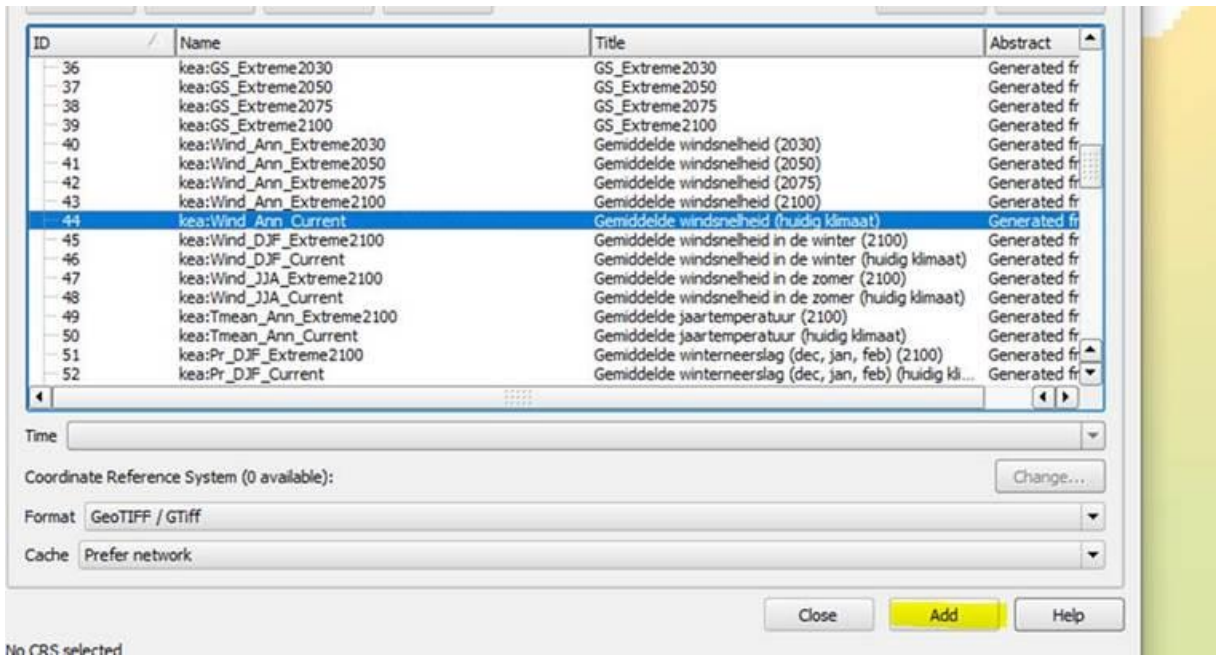 ID Name Title Abstract
36 kea:GS_Extreme2030 GS_Extreme2030 Generated fr
37 kea:GS_Extreme2050 GS_Extreme2050 Generated fr
38 kea:GS_Extreme2075 GS_Extreme2075 Generated fr
39 kea:GS_Extreme2100 GS_Extreme2100 Generated fr
40 kea:Wind_Ann_Extreme2030 Gemiddelde windsnelheid (2030) Generated fr
41 kea:Wind_Ann_Extreme2050 Gemiddelde windsnelheid (2050) Generated fr
42 kea:Wind_Ann_Extreme2075 Gemiddelde windsnelheid (2075) Generated fr
43 kea:Wind_Ann_Extreme2100 Gemiddelde windsnelheid (2100) Generated fr
44 kea:Wind_Ann_Current Gemiddelde windsnelheid (huidig klimaat) Generated fr
45 kea:Wind_DJF_Extreme2100 Gemiddelde windsnelheid in de winter (2100) Generated fr
46 kea:Wind_DJF_Current Gemiddelde windsnelheid in de winter (huidig klimaat) Generated fr
47 kea:Wind_JJA_Extreme2100 Gemiddelde windsnelheid in de zomer (2100) Generated fr
48 kea:Wind_JJA_Current Gemiddelde windsnelheid in de zomer (huidig klimaat) Generated fr
49 kea:Tmean_Ann_Extreme2100 Gemiddelde jaartemperatuur (2100) Generated fr
50 kea:Tmean_Ann_Current Gemiddelde jaartemperatuur (huidig klimaat) Generated fr
51 kea:Pr_DJF_Extreme2100 Gemiddelde winterneerslag (dec, jan, feb) (2100) Generated fr
52 kea:Pr_DJF_Current Gemiddelde winterneerslag (dec, jan, feb) (huidig kli... Generated fr
Time
Coordinate Reference System (0 available):
Change...
Format GeoTIFF / GTiff
Cache Prefer network
Close Add Help
No CRS selected